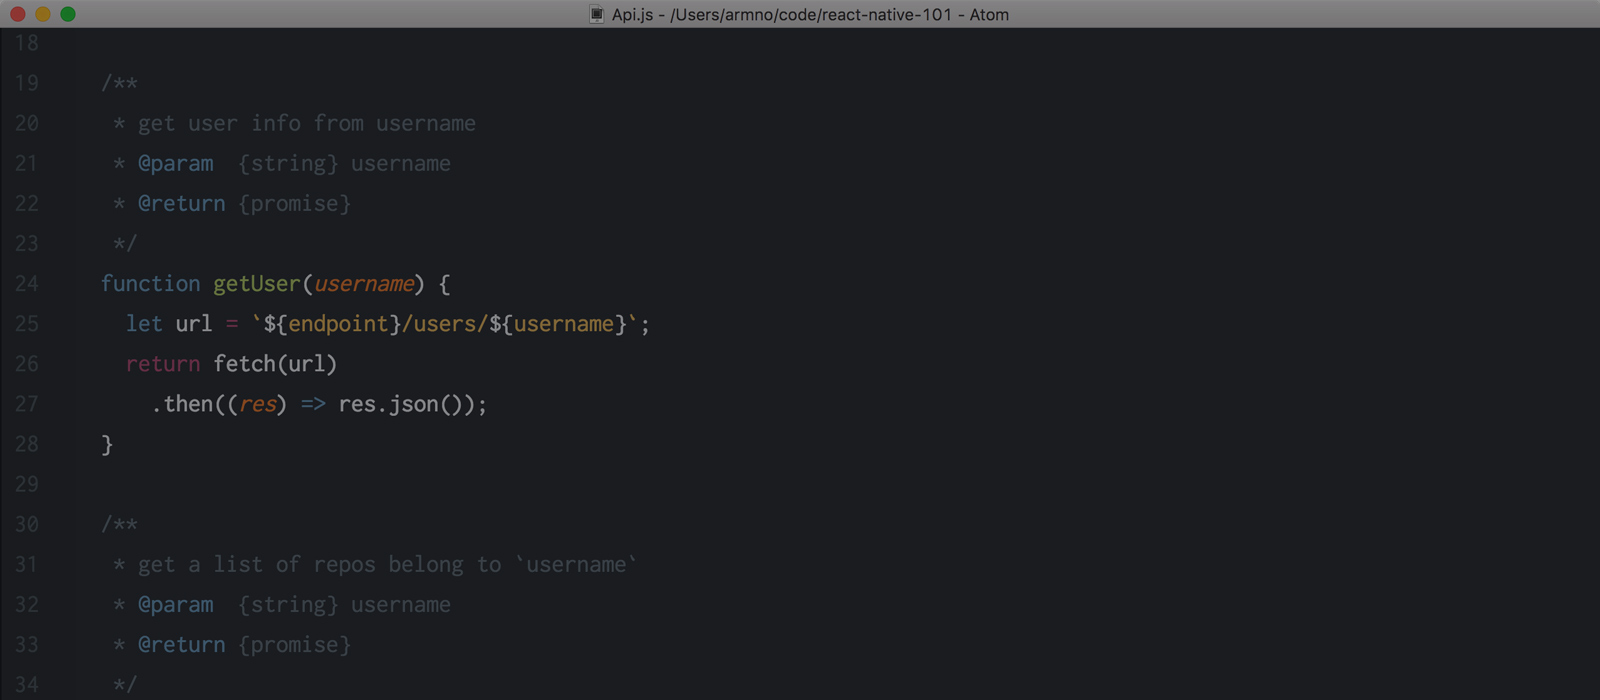 Api.js - /Users/armno/code/react-native-101 - Atom
18
19 /**
20 * get user info from username
21 * @param  {string} username
22 * @return {promise}
23 */
24 function getUser(username) {
25 let url = `${endpoint}/users/${username}`;
26 return fetch(url)
27 .then((res) => res.json());
28 }
29
30 /**
31 * get a list of repos belong to `username`
32 * @param  {string} username
33 * @return {promise}
34 */